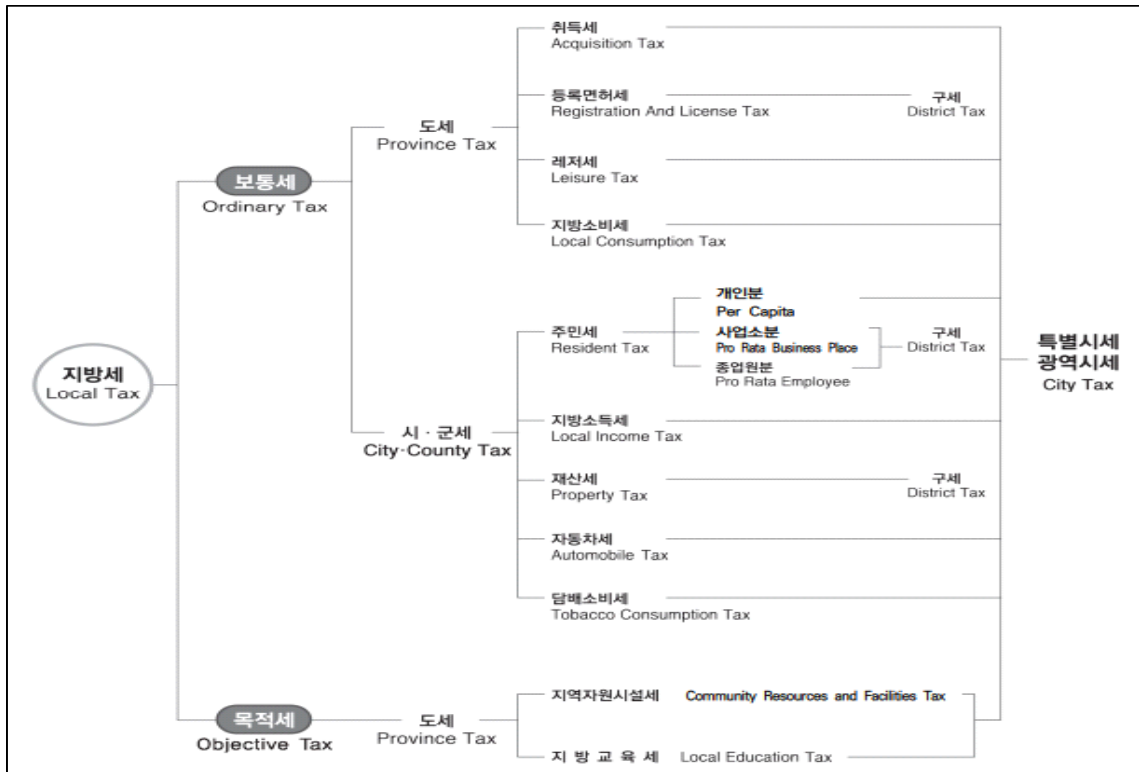 취득세
Acquisition Tax
등록면허세
Registration And License Tax
구세
District Tax
도세
Province Tax
레저세
Leisure Tax
보통세
Ordinary Tax
지방소비세
Local Consumption Tax
개인분
Per Capita
주민세
Resident Tax
사업소분
Pro Rata Business Place
구세
District Tax
종업원분
Pro Rata Employee
특별시세
광역시세
City Tax
지방세
Local Tax
시 · 군세
City·County Tax
지방소득세
Local Income Tax
재산세
Property Tax
구세
District Tax
자동차세
Automobile Tax
담배소비세
Tobacco Consumption Tax
목적세
Objective Tax
도세
Province Tax
지역자원시설세 Community Resources and Facilities Tax
지 방 교 육 세 Local Education Tax